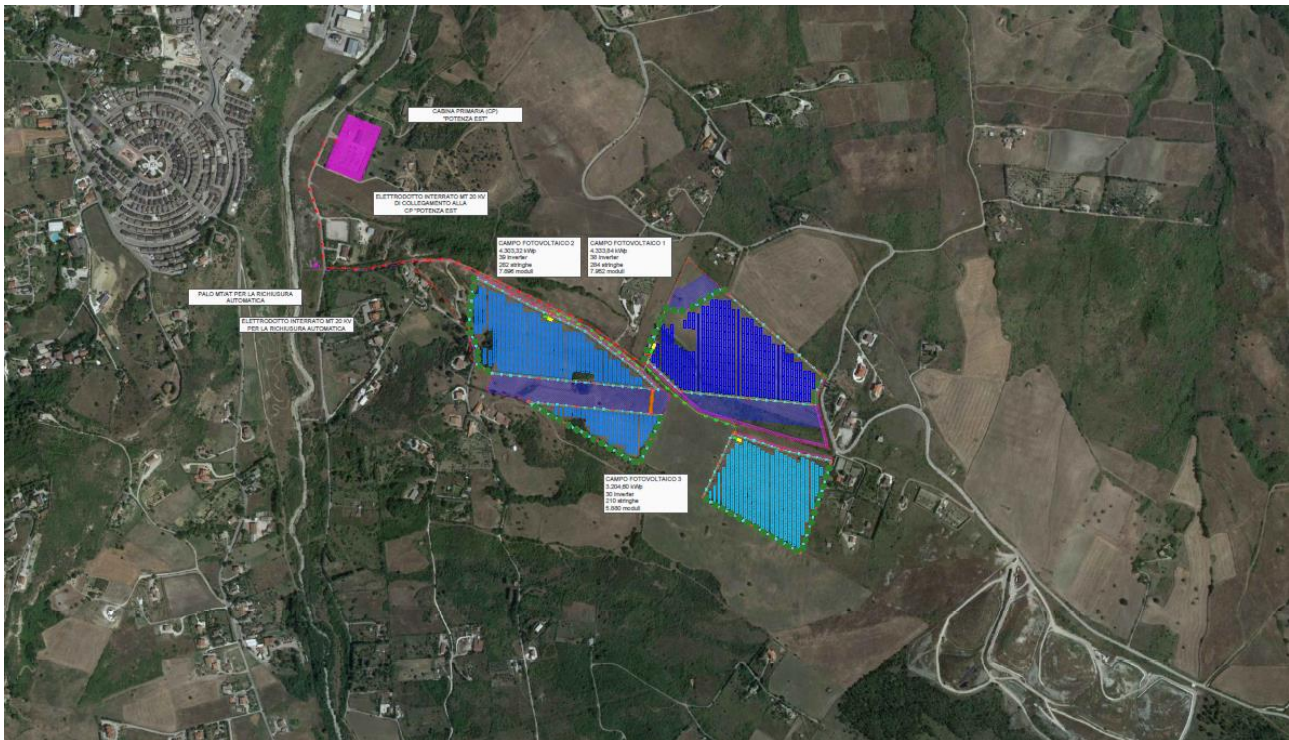 CABINA PRIMARIA (CP)
"POTENZA EST"
ELETTRODOTTO INTERRATO MT 20 KV
DI COLLEGAMENTO ALLA
CP "POTENZA EST
CAMPO FOTOVOLTAICO 2
4.303,32 kWp
39 inverter
282 stringhe
7.896 moduli
CAMPO FOTOVOLTAICO 1
4.333,84 kWp
38 inverter
284 stringhe
7.952 moduli
PALO MT/AT PER LA RICHIUSURA
AUTOMATICA
ELETTRODOTTO INTERRATO MT 20 KV
PER LA RICHIUSURA AUTOMATICA
CAMPO FOTOVOLTAICO 3
3.204,60 kWp
30 inverter
210 stringhe
5.880 moduli